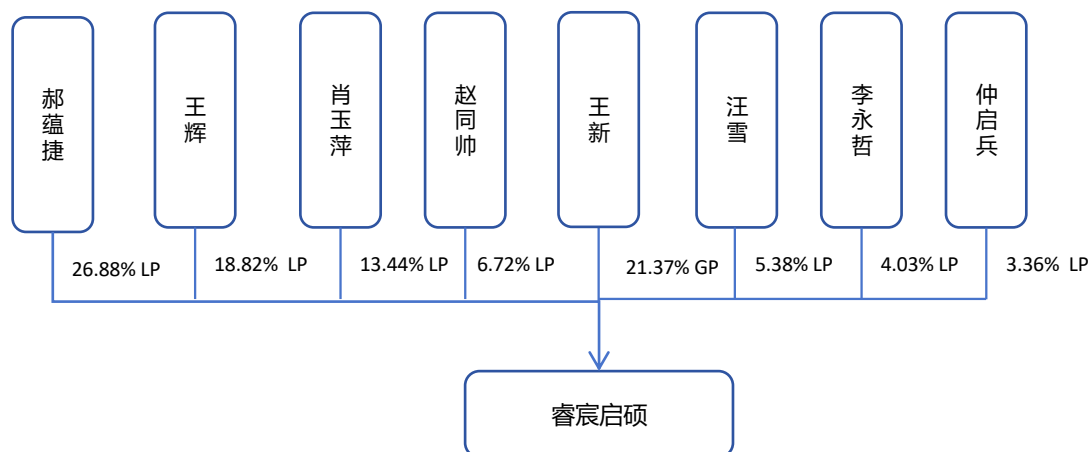 郝蕴捷
王辉
肖玉萍
赵同帅
王新
汪雪
李永哲
仲启兵
26.88% LP
18.82% LP
13.44% LP
6.72% LP
21.37% GP
5.38% LP
4.03% LP
3.36% LP
睿宸启硕